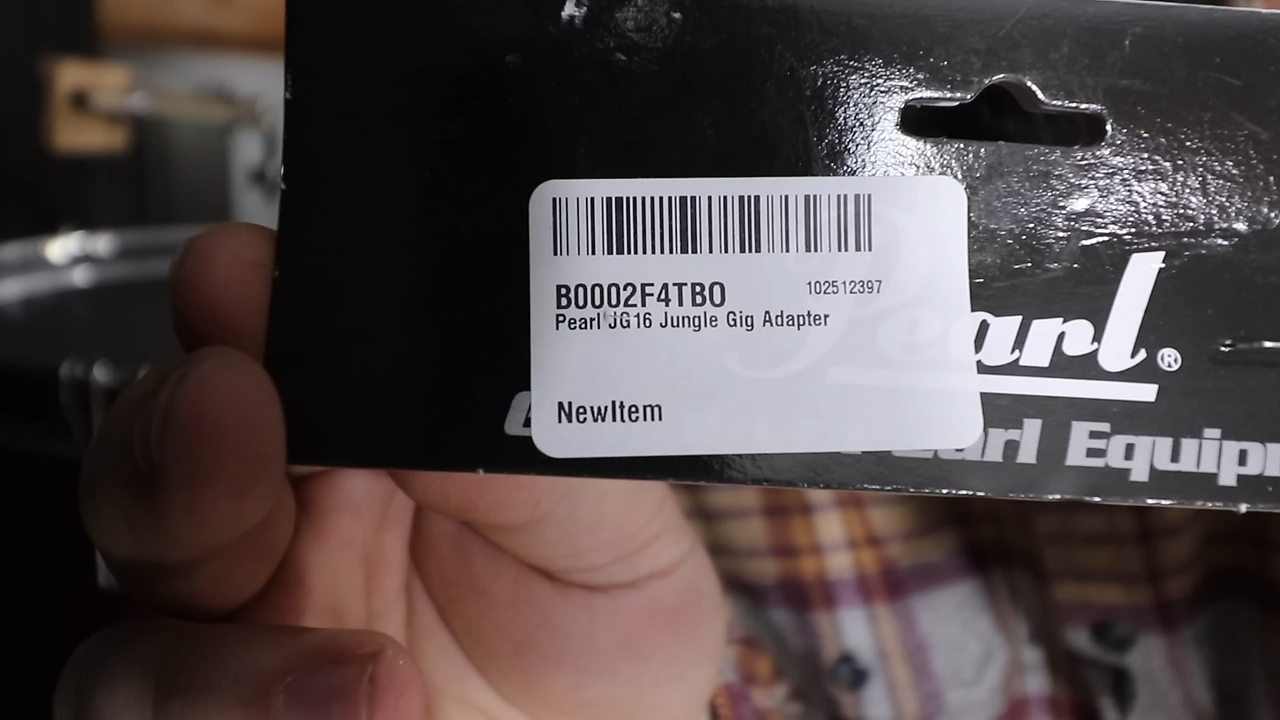 B0002F4TBO
102512397
Pearl JG16 Jungle Gig Adapter
NewItem
Pearl®
Pearl Equip